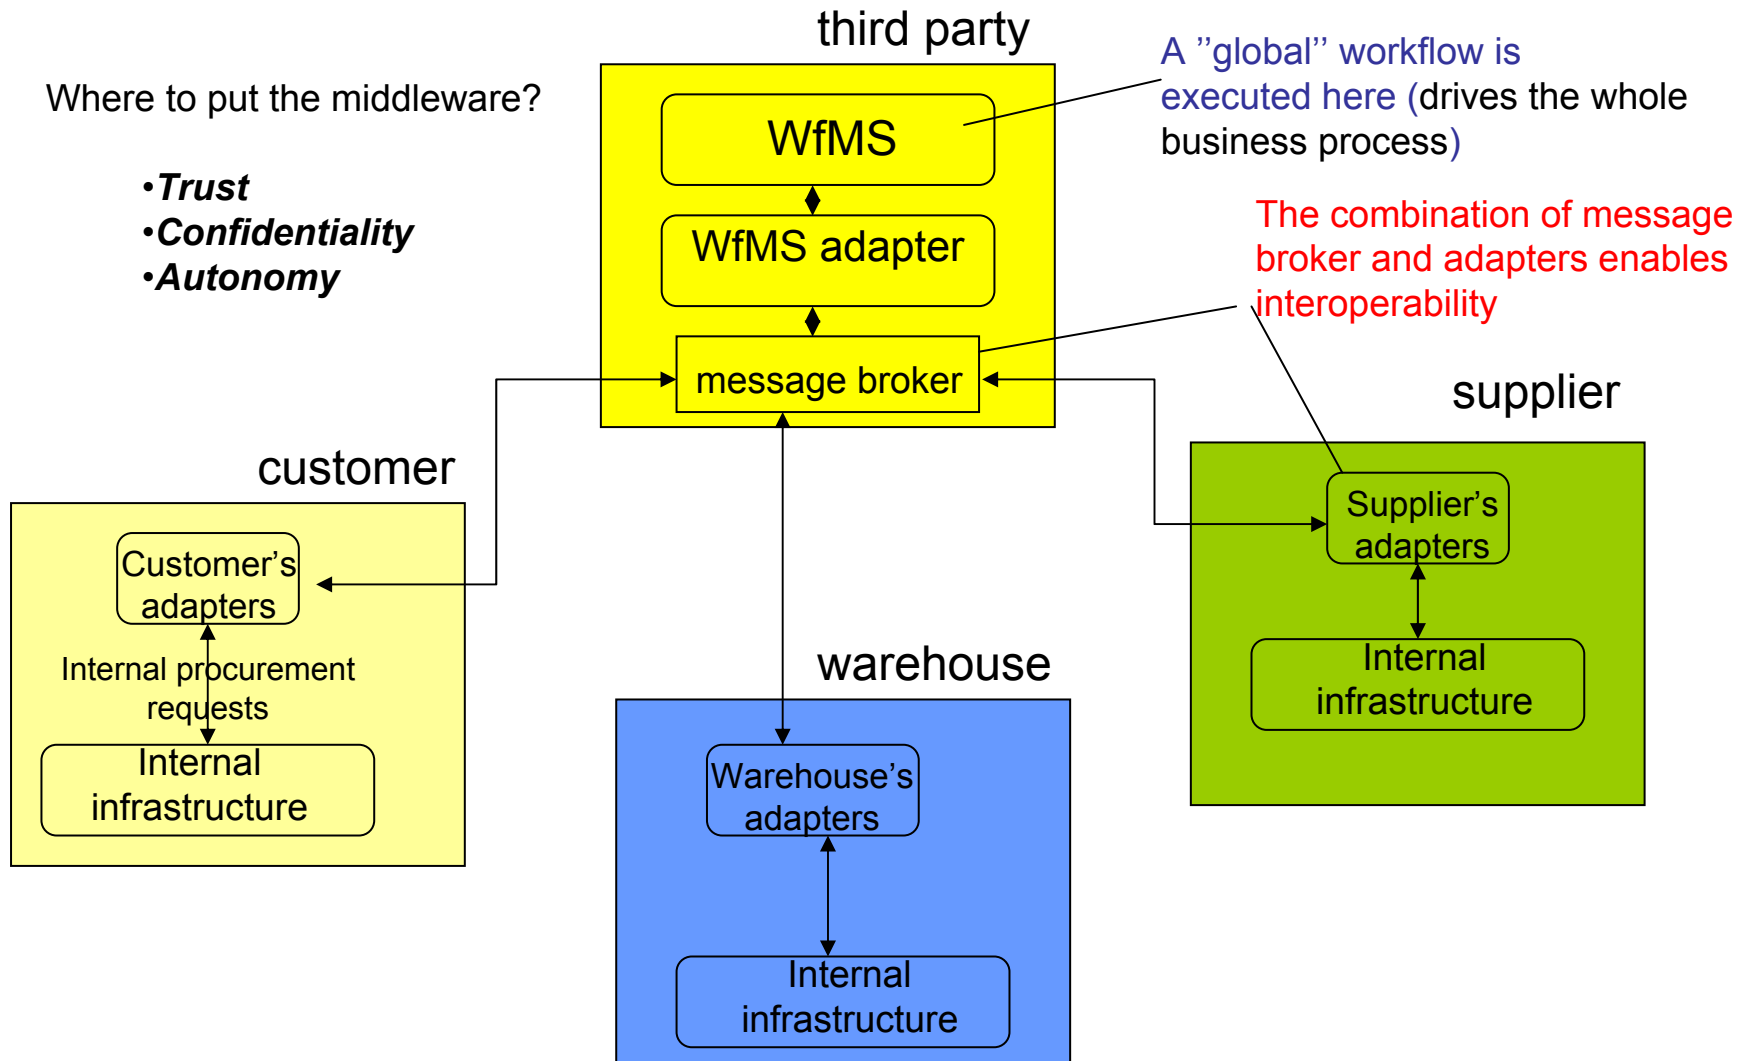 third party
A ’’global’’ workflow is
executed here (drives the whole
business process)
Where to put the middleware?
•Trust
•Confidentiality
•Autonomy
WfMS
WfMS adapter
message broker
The combination of message
broker and adapters enables
interoperability
supplier
Supplier’s
adapters
Internal
infrastructure
customer
Customer’s
adapters
Internal procurement
requests
Internal
infrastructure
warehouse
Warehouse’s
adapters
Internal
infrastructure